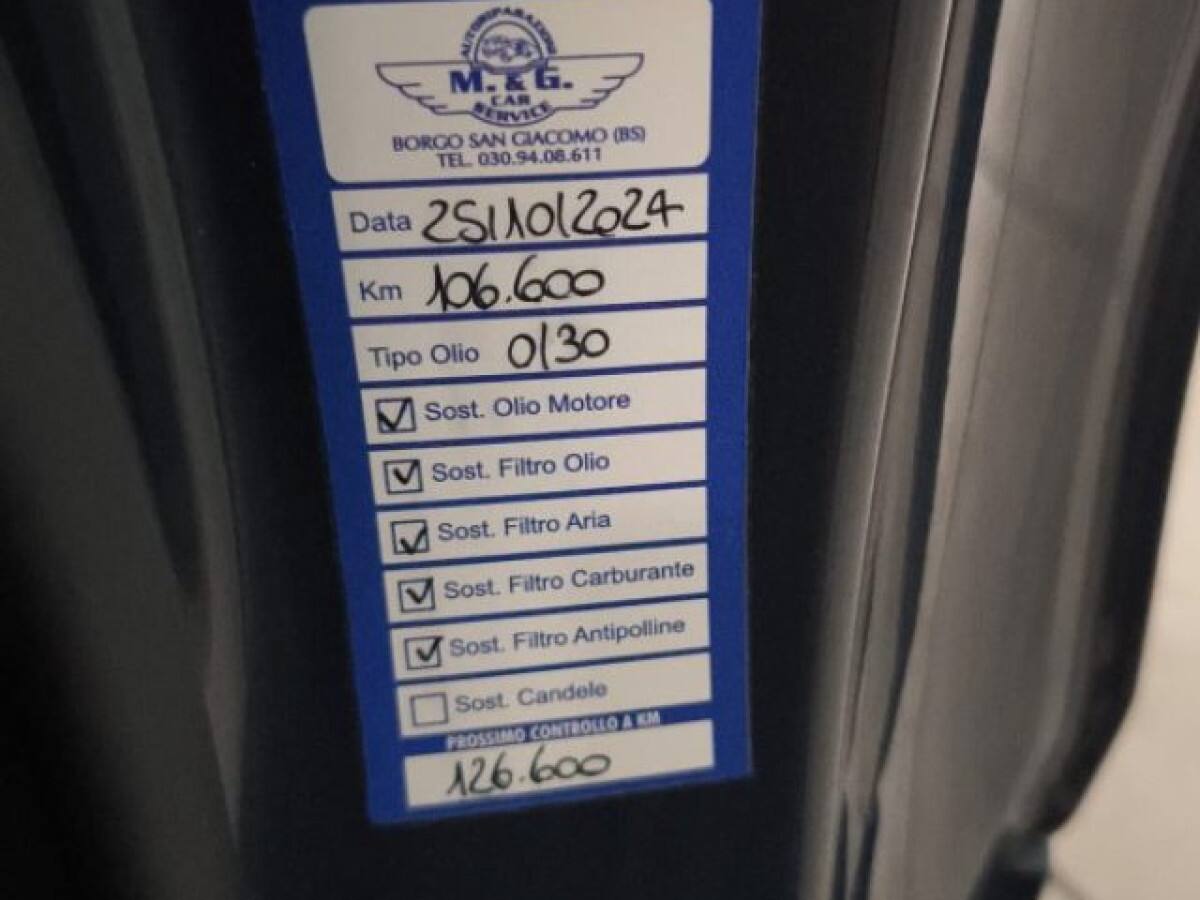 AUTORIPARAZIONI
M. & G.
CAR
SERVICE
BORGO SAN GIACOMO (BS)
TEL. 030.94.08.611
Data 25/10/2024
Km 106.600
Tipo Olio 0/30
Sost. Olio Motore
Sost. Filtro Olio
Sost. Filtro Aria
Sost. Filtro Carburante
Sost. Filtro Antipolline
Sost. Candele
PROSSIMO CONTROLLO A KM
126.600